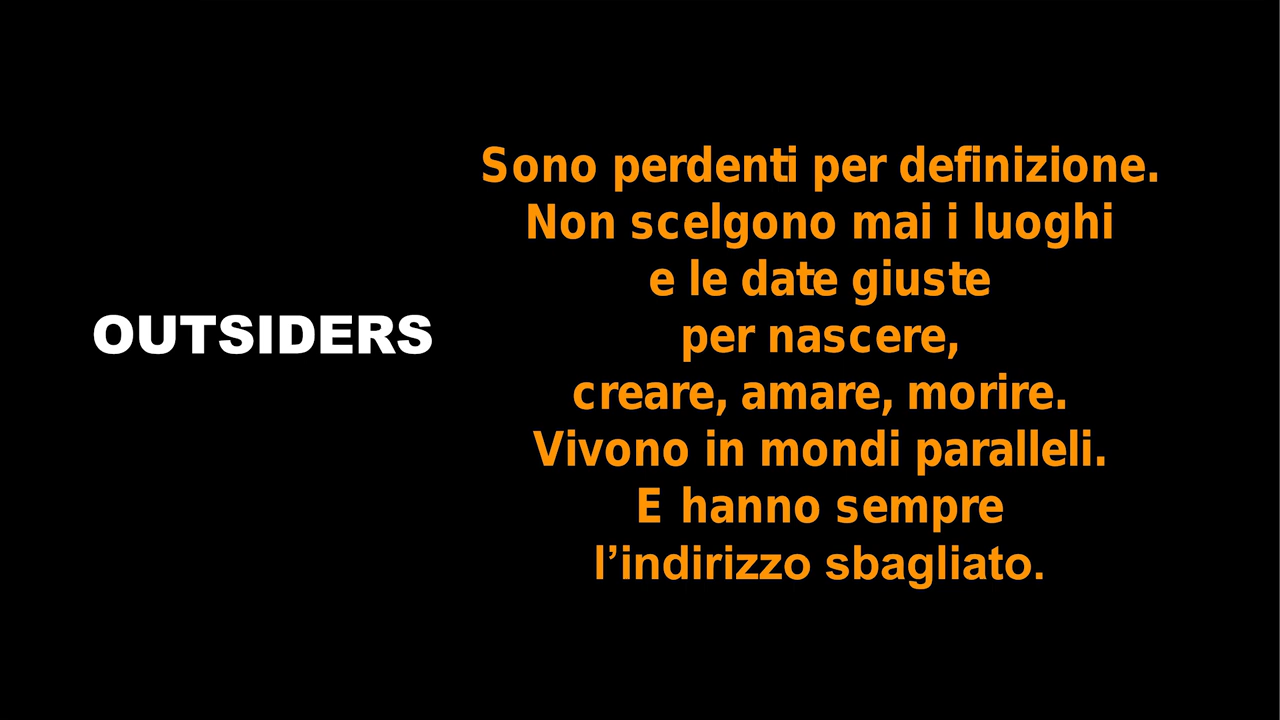 OUTSIDERS
Sono perdenti per definizione.
Non scelgono mai i luoghi
e le date giuste
per nascere,
creare, amare, morire.
Vivono in mondi paralleli.
E hanno sempre
l’indirizzo sbagliato.